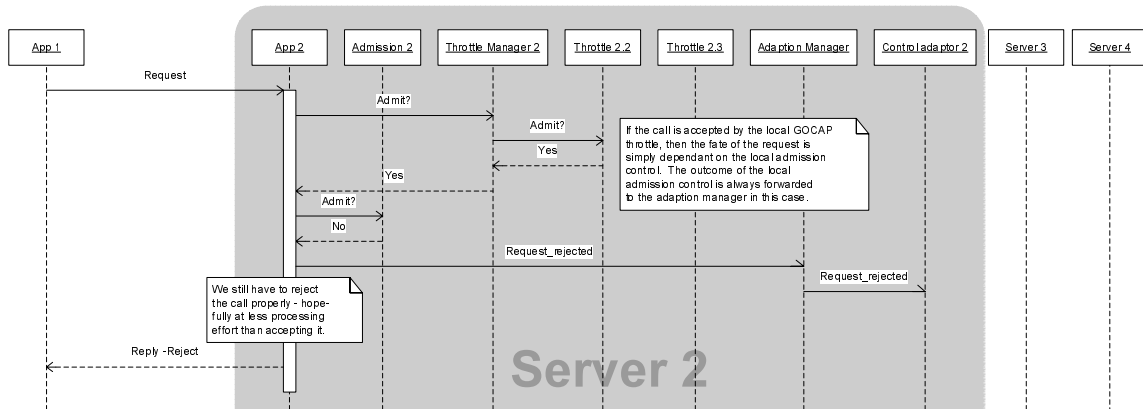 App 1
App 2
Admission 2
Throttle Manager 2
Throttle 2.2
Throttle 2.3
Adaption Manager
Control adaptor 2
Server 3
Server 4
Request
Admit?
Admit?
Yes
Yes
If the call is accepted by the local GOCAP
throttle, then the fate of the request is
simply dependant on the local admission
control. The outcome of the local
admission control is always forwarded
to the adaption manager in this case.
Admit?
No
Request_rejected
Request_rejected
We still have to reject
the call properly - hope-
fully at less processing
effort than accepting it.
Reply -Reject
Server 2